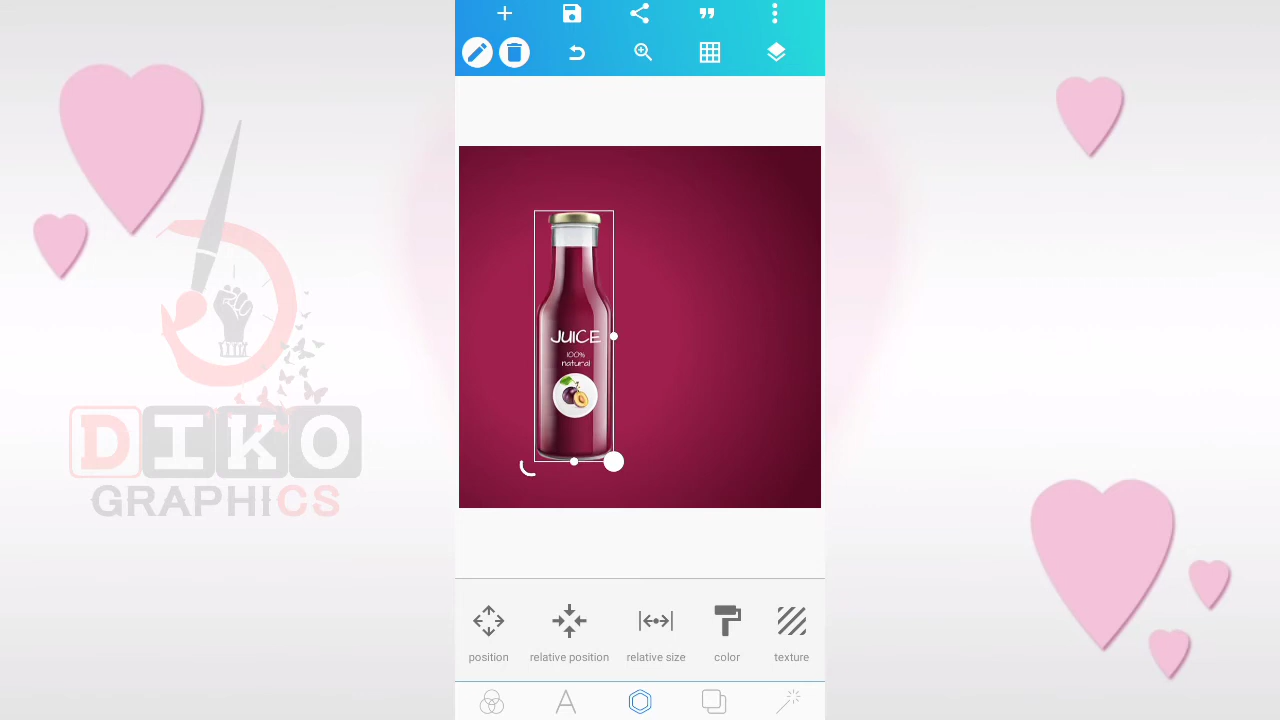 JUICE
100%
natural
DIKO
GRAPHICS
position
relative position
relative size
color
texture